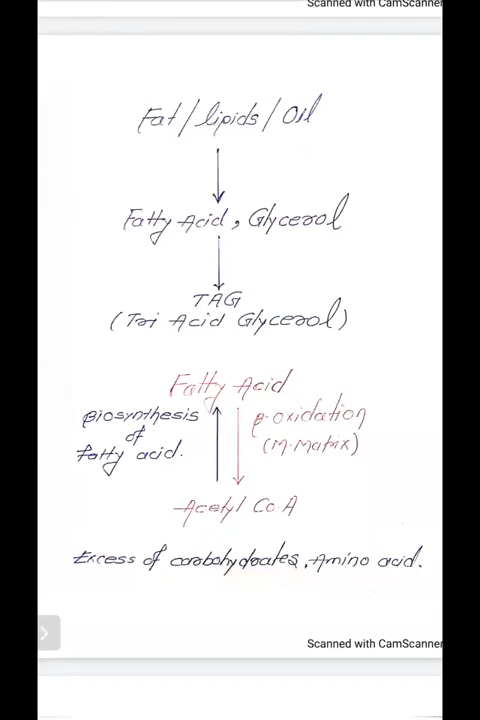 Scanned with CamScanner
Fat/lipids/Oil
Fatty Acid, Glycerol
TAG
(Tri Acid Glycerol)
Fatty Acid
Biosynthesis
of
fatty acid.
β-oxidation
(M.Matrix)
Acetyl Co.A
Excess of carbohydrates, Amino acid.
Scanned with CamScanner